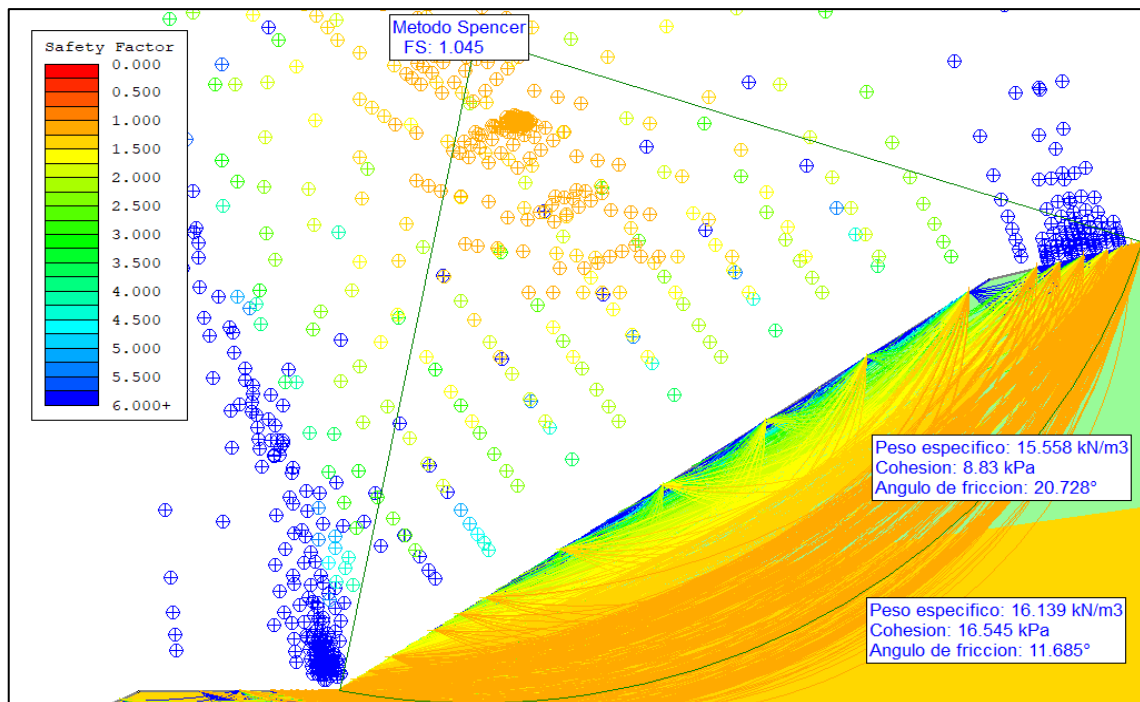 Metodo Spencer
FS: 1.045
Safety Factor
0.000
0.500
1.000
1.500
2.000
2.500
3.000
3.500
4.000
4.500
5.000
5.500
6.000+
Peso especifico: 15.558 kN/m3
Cohesion: 8.83 kPa
Angulo de friccion: 20.728°
Peso especifico: 16.139 kN/m3
Cohesion: 16.545 kPa
Angulo de friccion: 11.685°